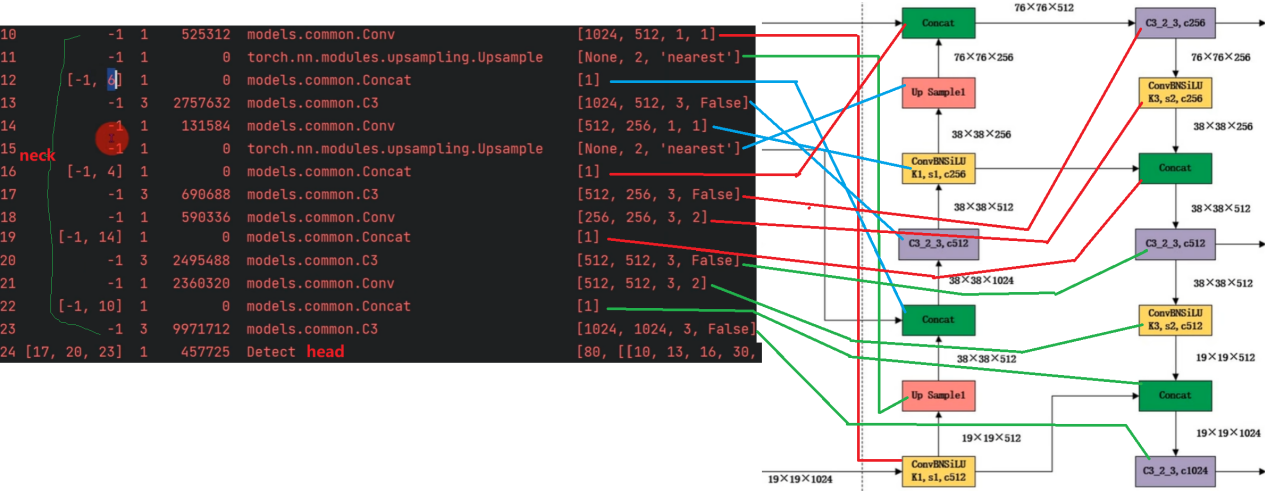 10 -1 1 525312 models.common.Conv [1024, 512, 1, 1]
11 -1 1 0 torch.nn.modules.upsampling.Upsample [None, 2, 'nearest']
12 [-1, 6] 1 0 models.common.Concat [1]
13 -1 3 2757632 models.common.C3 [1024, 512, 3, False]
14 -1 1 131584 models.common.Conv [512, 256, 1, 1]
15 -1 1 0 torch.nn.modules.upsampling.Upsample [None, 2, 'nearest']
neck
16 [-1, 4] 1 0 models.common.Concat [1]
17 -1 3 690688 models.common.C3 [512, 256, 3, False]
18 -1 1 590336 models.common.Conv [256, 256, 3, 2]
19 [-1, 14] 1 0 models.common.Concat [1]
20 -1 3 2495488 models.common.C3 [512, 512, 3, False]
21 -1 1 2360320 models.common.Conv [512, 512, 3, 2]
22 [-1, 10] 1 0 models.common.Concat [1]
23 -1 3 9971712 models.common.C3 [1024, 1024, 3, False]
24 [17, 20, 23] 1 457725 Detect head [80, [[10, 13, 16, 30,
Concat
76×76×512
C3_2_3, c256
76×76×256
76×76×256
Up Sample1
ConvBNSiLU
K3, s2, c256
38×38×256
38×38×256
ConvBNSiLU
K1, s1, c256
Concat
38×38×512
38×38×512
C3_2_3, c512
C3_2_3, c512
38×38×1024
38×38×512
Concat
ConvBNSiLU
K3, s2, c512
38×38×512
19×19×512
Up Sample1
Concat
19×19×512
19×19×1024
ConvBNSiLU
K1, s1, c512
C3_2_3, c1024
19×19×1024